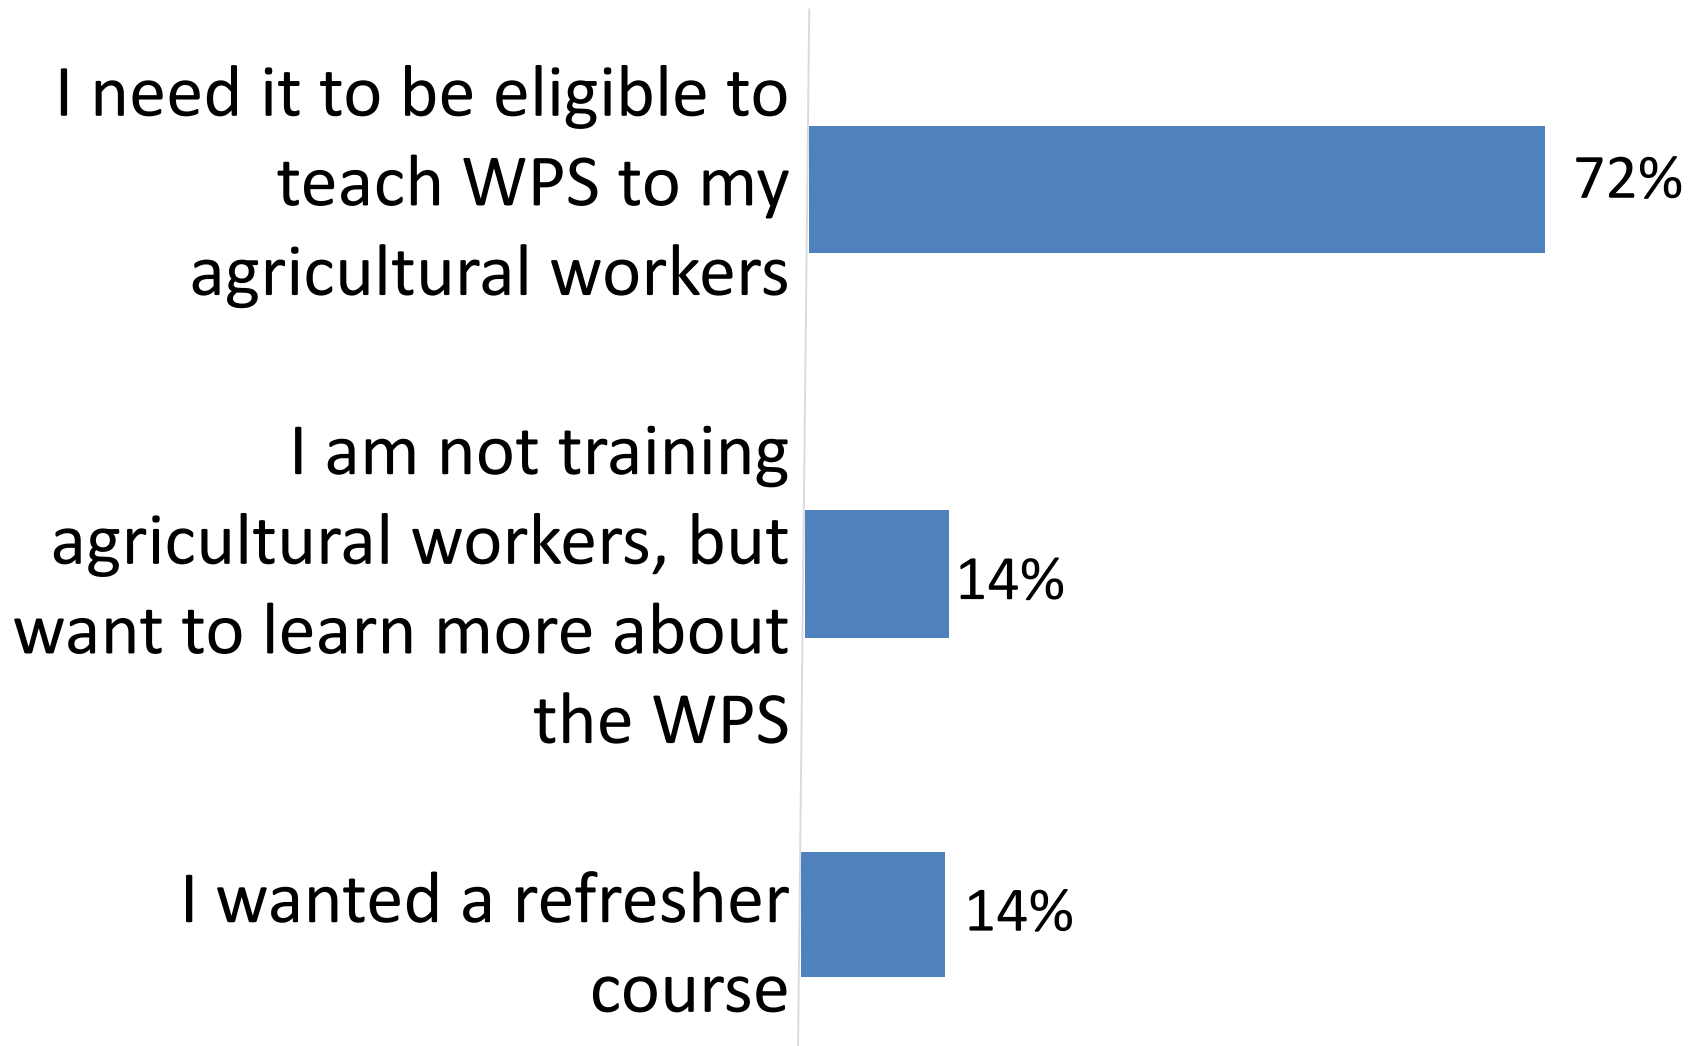 I need it to be eligible to
teach WPS to my
agricultural workers
72%
I am not training
agricultural workers, but
want to learn more about
the WPS
14%
I wanted a refresher
course
14%